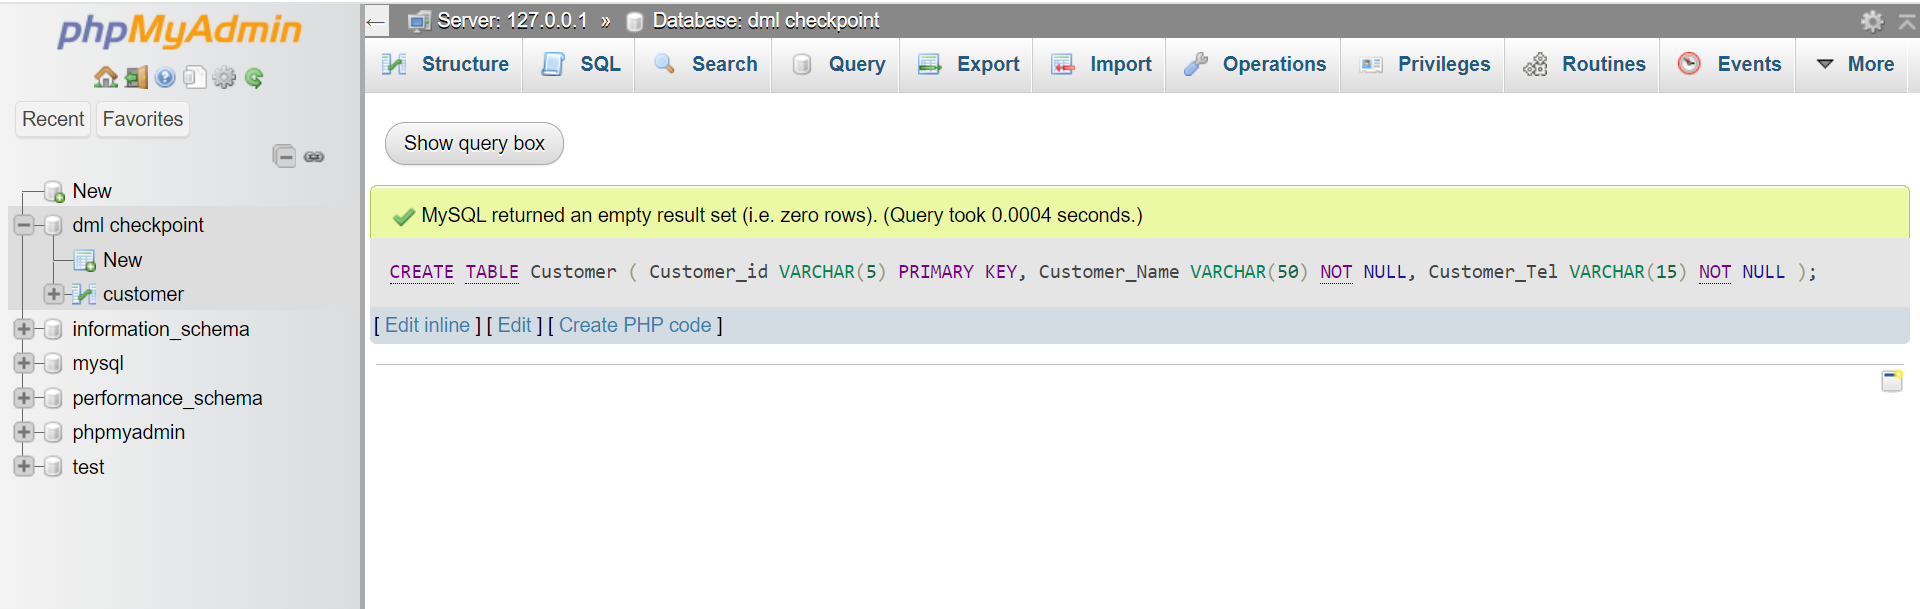 phpMyAdmin
Recent Favorites
New
dml checkpoint
New
customer
information_schema
mysql
performance_schema
phpmyadmin
test
Server: 127.0.0.1 » Database: dml checkpoint
Structure SQL Search Query Export Import Operations Privileges Routines Events More
Show query box
MySQL returned an empty result set (i.e. zero rows). (Query took 0.0004 seconds.)
CREATE TABLE Customer ( Customer_id VARCHAR(5) PRIMARY KEY, Customer_Name VARCHAR(50) NOT NULL, Customer_Tel VARCHAR(15) NOT NULL );
[ Edit inline ] [ Edit ] [ Create PHP code ]